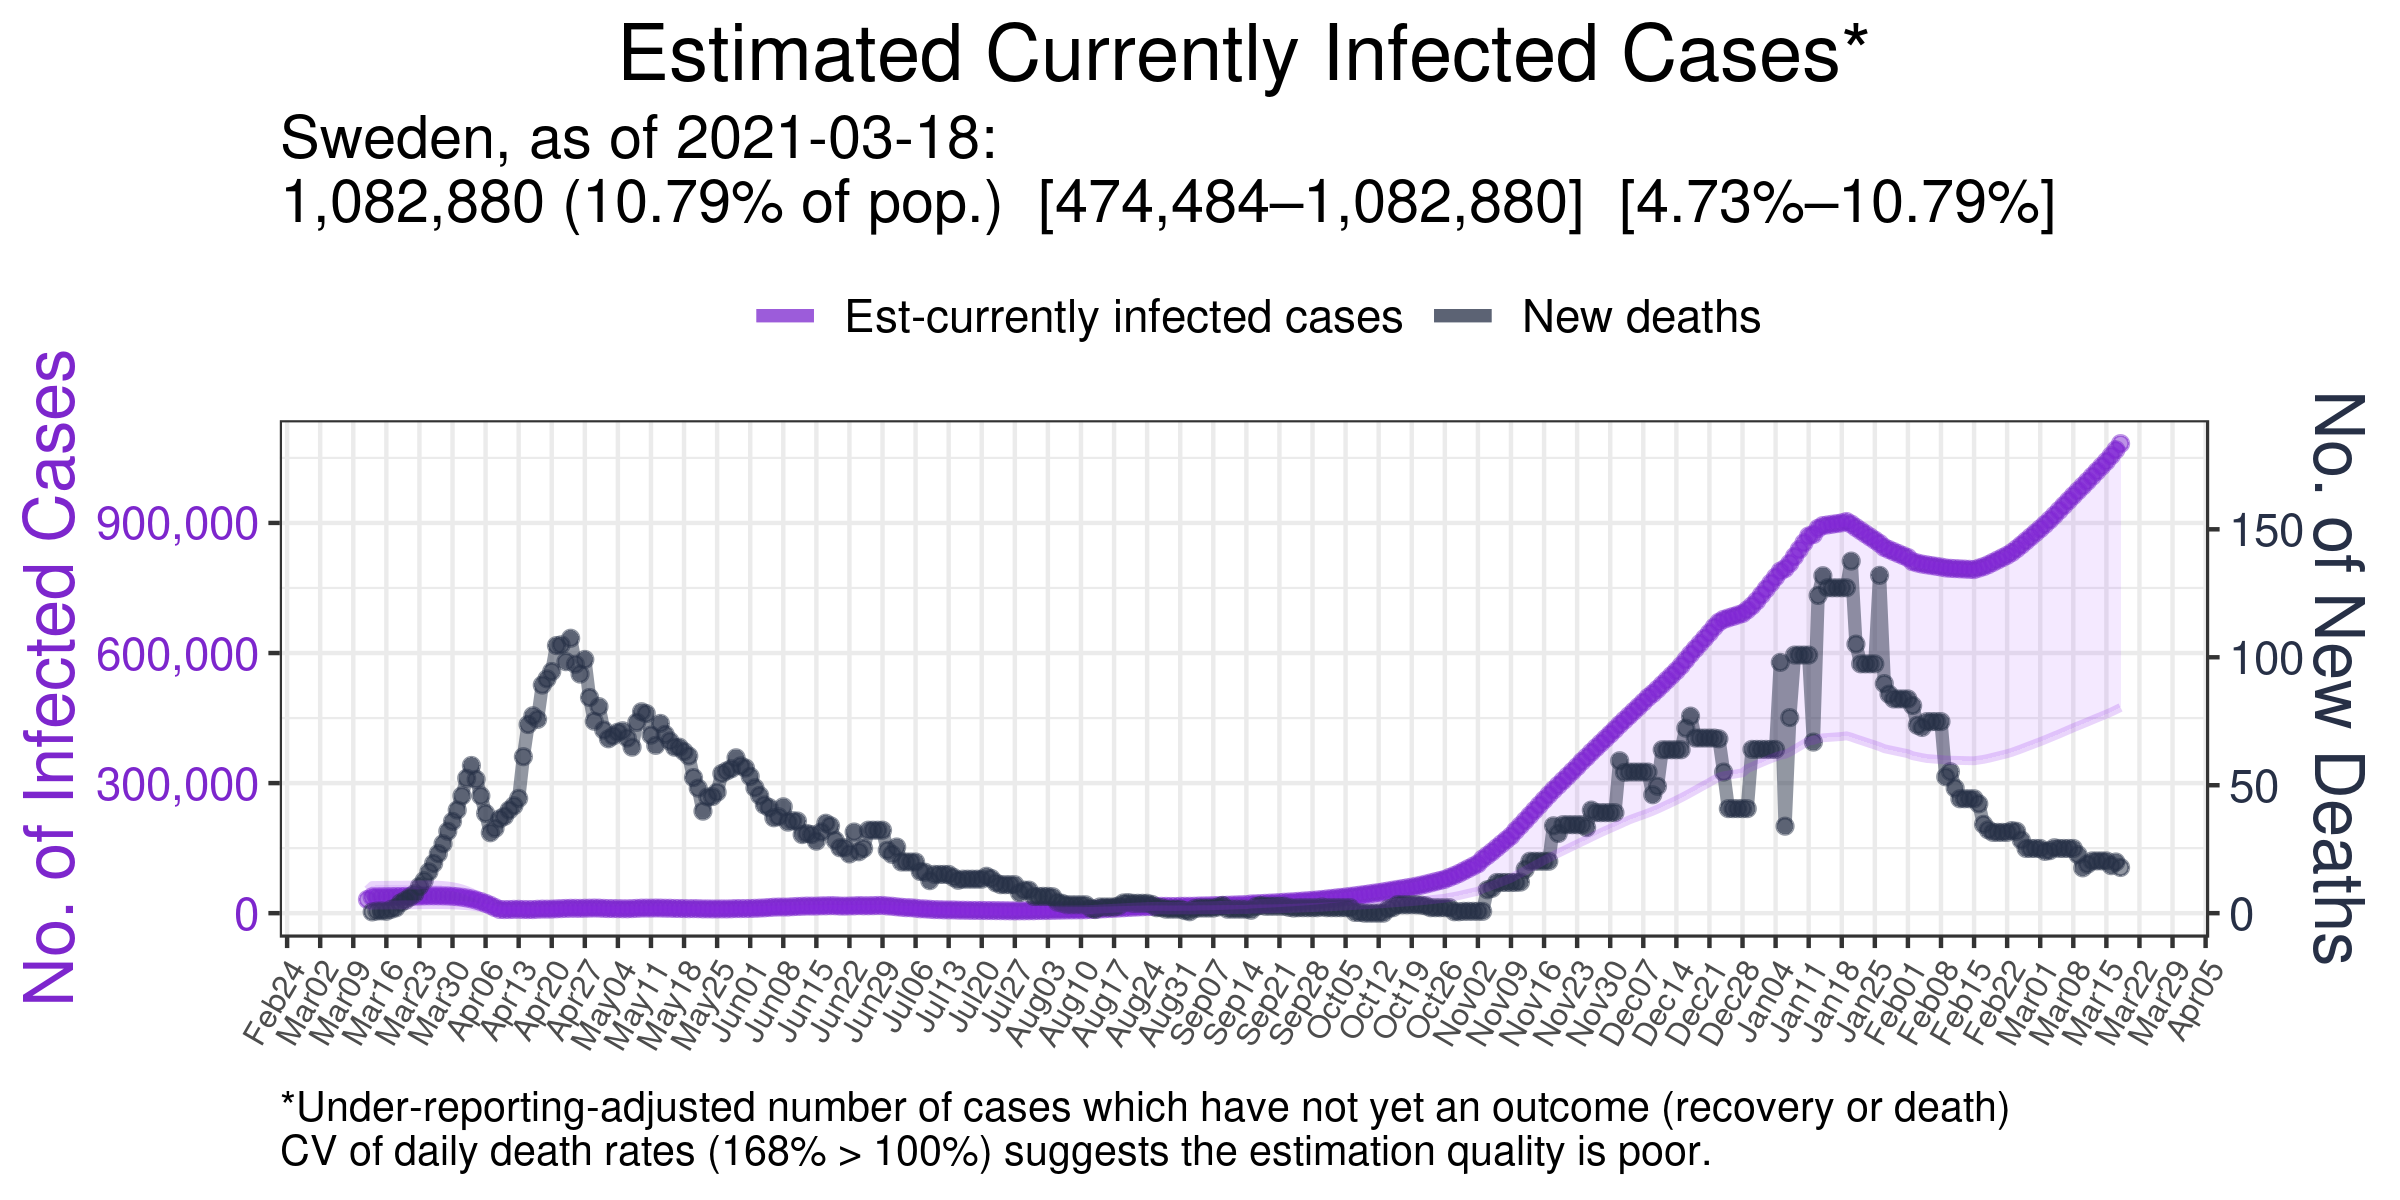 Estimated Currently Infected Cases*
Sweden, as of 2021-03-18:
1,082,880 (10.79% of pop.)  [474,484–1,082,880]  [4.73%–10.79%]
Est-currently infected cases
New deaths
No. of Infected Cases
900,000
600,000
300,000
0
150
100
50
0
No. of New Deaths
Feb24
Mar02
Mar09
Mar16
Mar23
Mar30
Apr06
Apr13
Apr20
Apr27
May04
May11
May18
May25
Jun01
Jun08
Jun15
Jun22
Jun29
Jul06
Jul13
Jul20
Jul27
Aug03
Aug10
Aug17
Aug24
Aug31
Sep07
Sep14
Sep21
Sep28
Oct05
Oct12
Oct19
Oct26
Nov02
Nov09
Nov16
Nov23
Nov30
Dec07
Dec14
Dec21
Dec28
Jan04
Jan11
Jan18
Jan25
Feb01
Feb08
Feb15
Feb22
Mar01
Mar08
Mar15
Mar22
Mar29
Apr05
*Under-reporting-adjusted number of cases which have not yet an outcome (recovery or death)
CV of daily death rates (168% > 100%) suggests the estimation quality is poor.